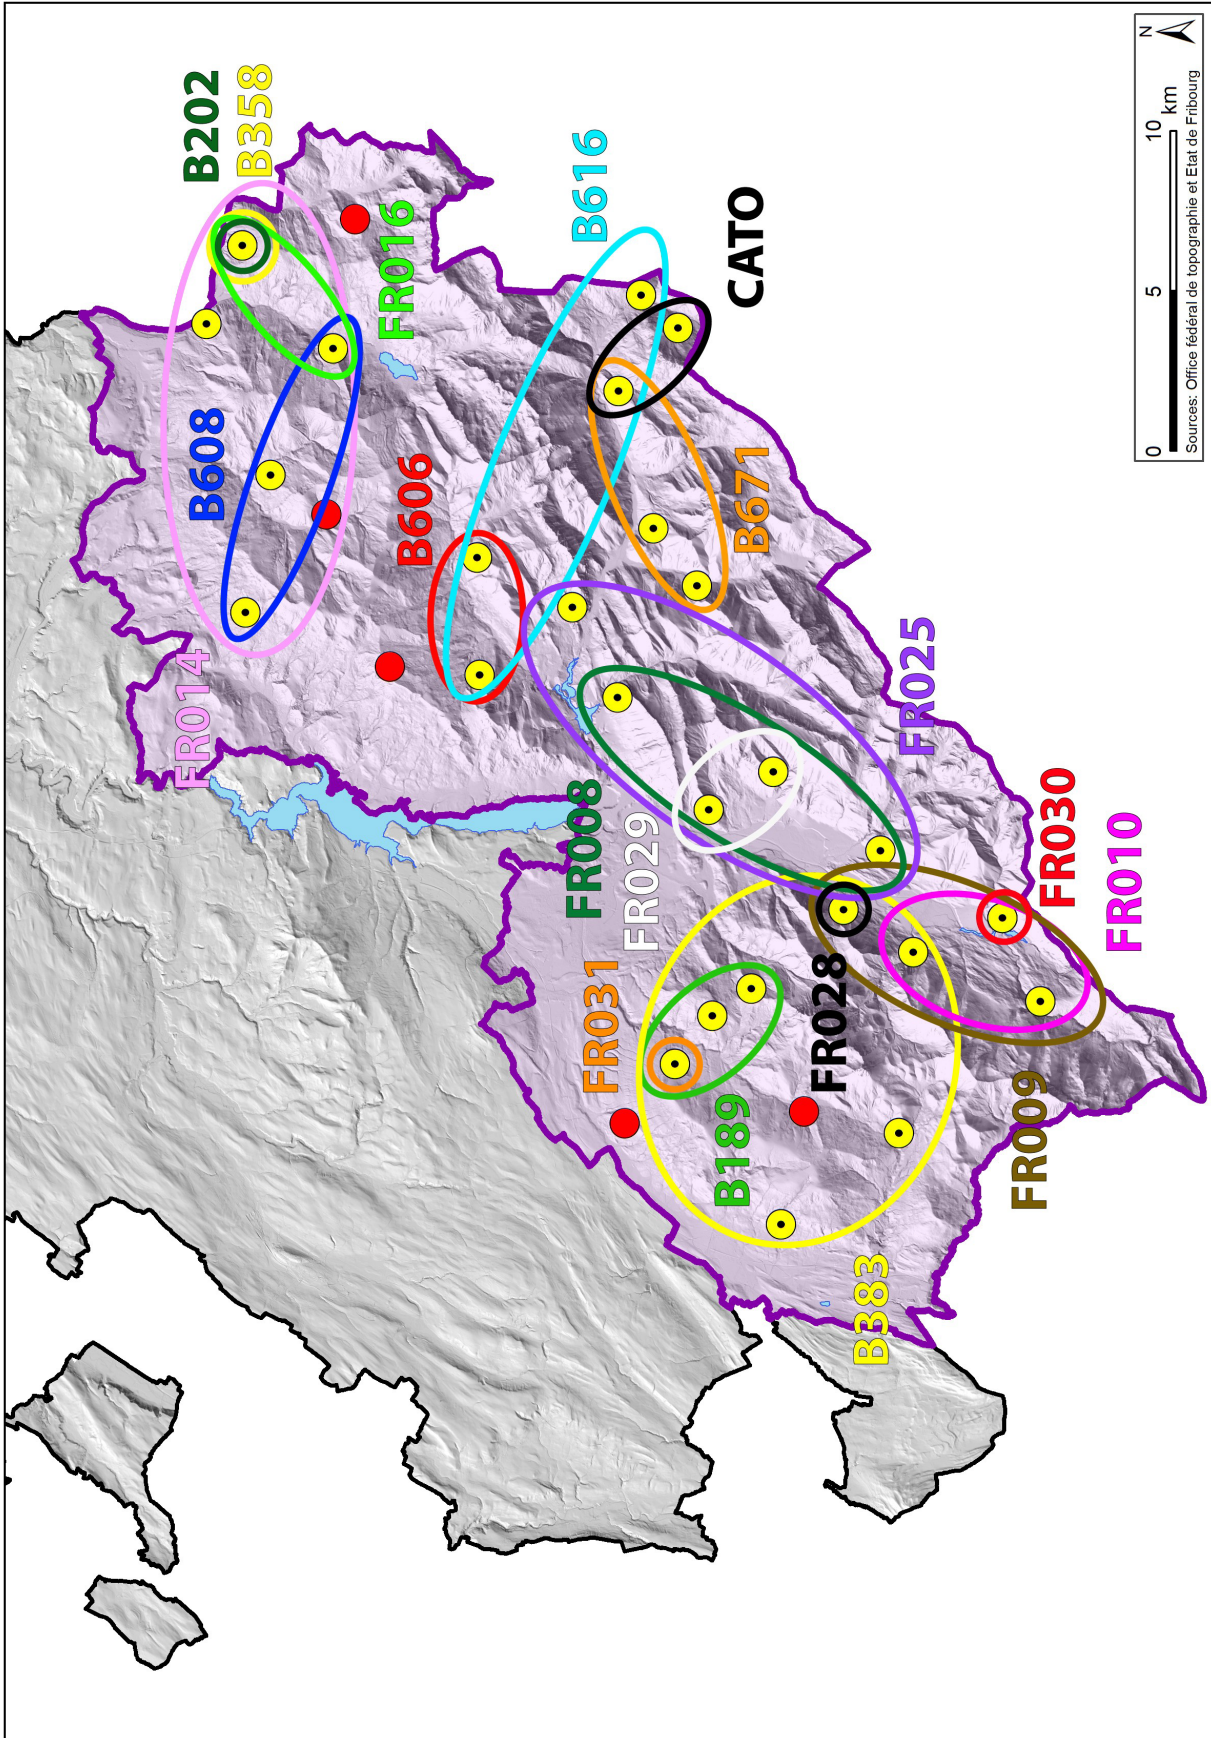 B202
B358
FR016
B616
CATO
B608
B606
B671
FR014
FR025
FR008
FR029
FR030
FR010
FR031
FR028
B189
FR009
B383
N
0 5 10
km
Sources: Office fédéral de topographie et Etat de Fribourg